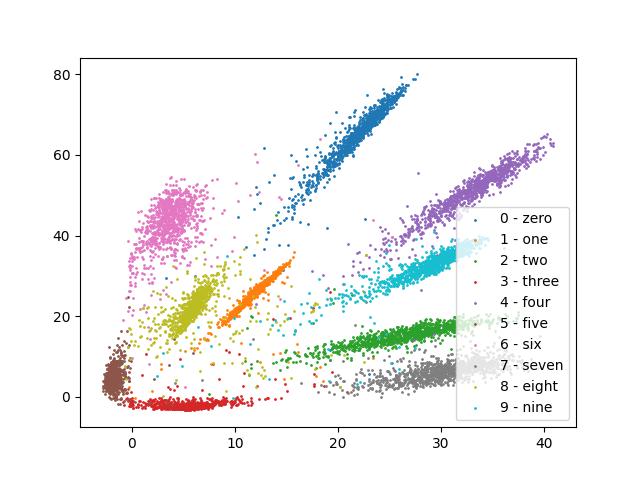 80
60
40
20
0
0 10 20 30 40
0 - zero
1 - one
2 - two
3 - three
4 - four
5 - five
6 - six
7 - seven
8 - eight
9 - nine